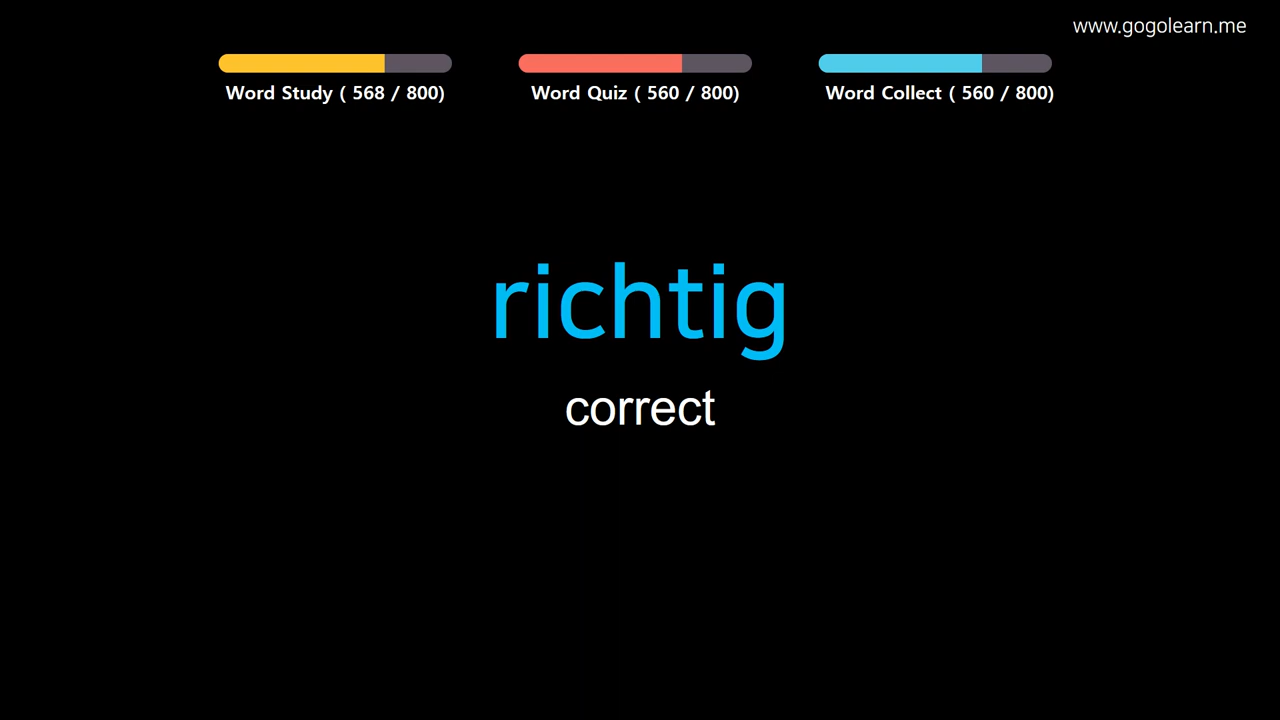 www.gogolearn.me
Word Study ( 568 / 800)
Word Quiz ( 560 / 800)
Word Collect ( 560 / 800)
richtig
correct